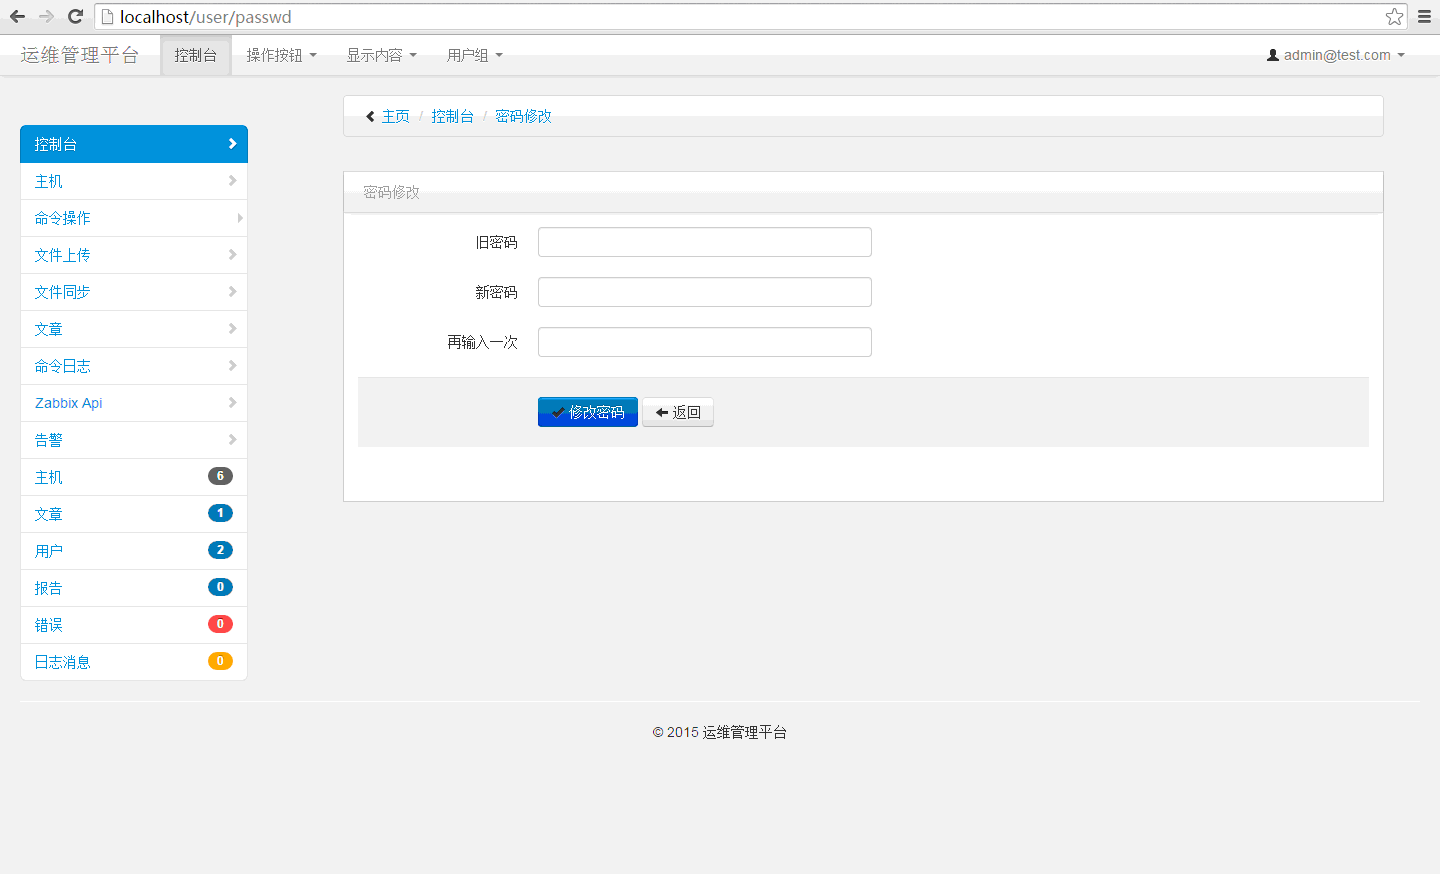 localhost/user/passwd
运维管理平台 控制台 操作按钮 显示内容 用户组 admin@test.com
主页 / 控制台 / 密码修改
控制台
主机
命令操作
文件上传
文件同步
文章
命令日志
Zabbix Api
告警
主机 6
文章 1
用户 2
报告 0
错误 0
日志消息 0
密码修改
旧密码
新密码
再输入一次
修改密码 返回
© 2015 运维管理平台